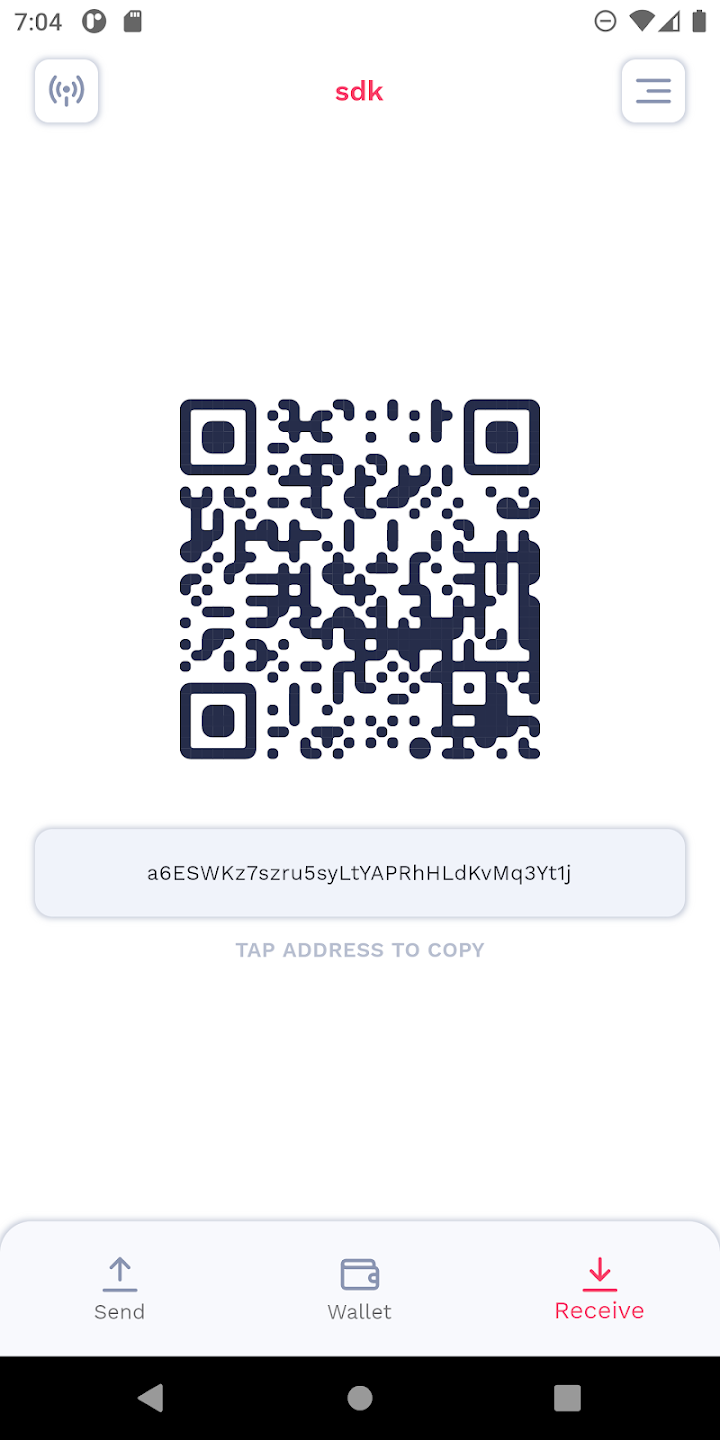 7:04
sdk
a6ESWKz7szru5syLtYAPRhHLdKvMq3Yt1j
TAP ADDRESS TO COPY
Send
Wallet
Receive